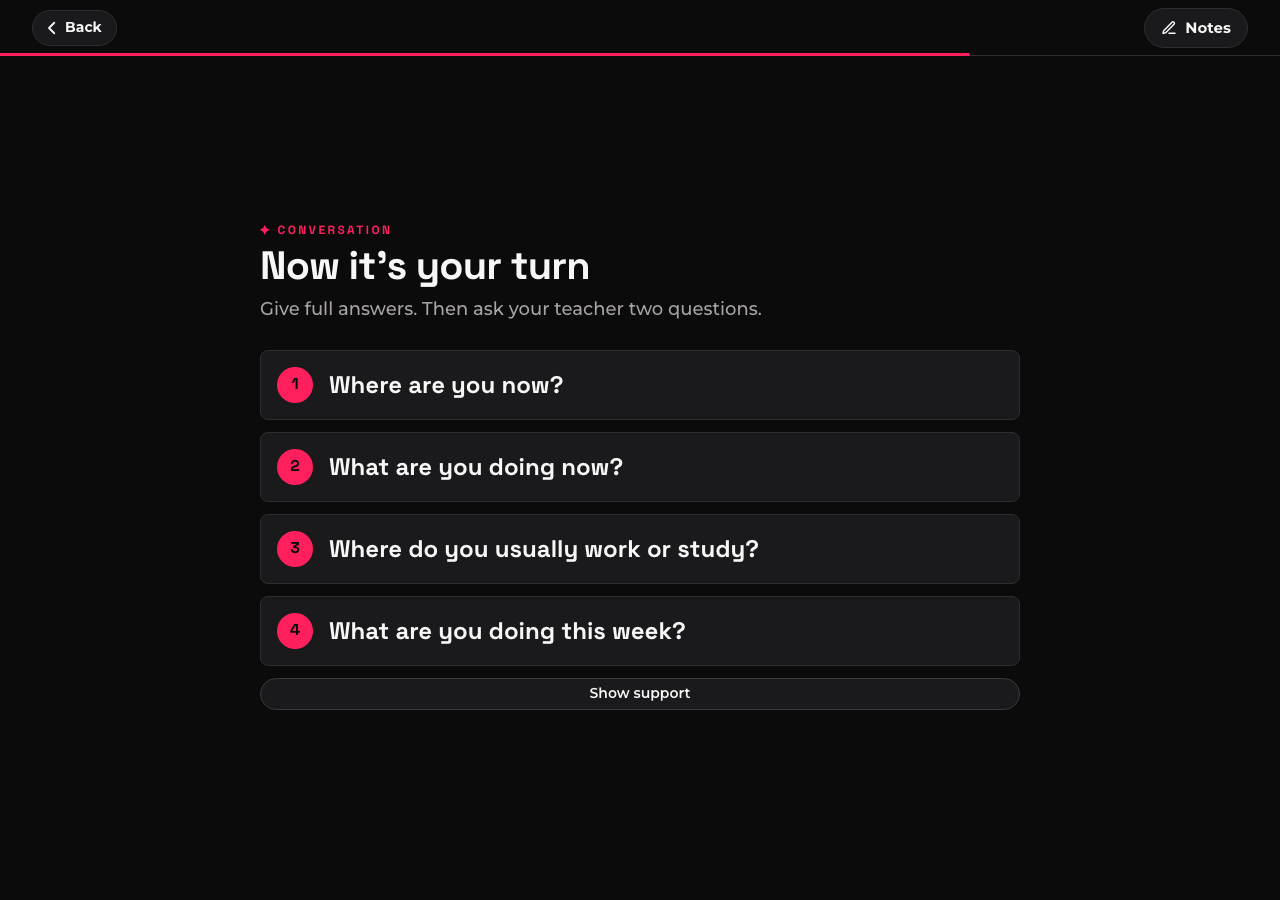 Back
Notes
CONVERSATION
Now it's your turn
Give full answers. Then ask your teacher two questions.
1 Where are you now?
2 What are you doing now?
3 Where do you usually work or study?
4 What are you doing this week?
Show support